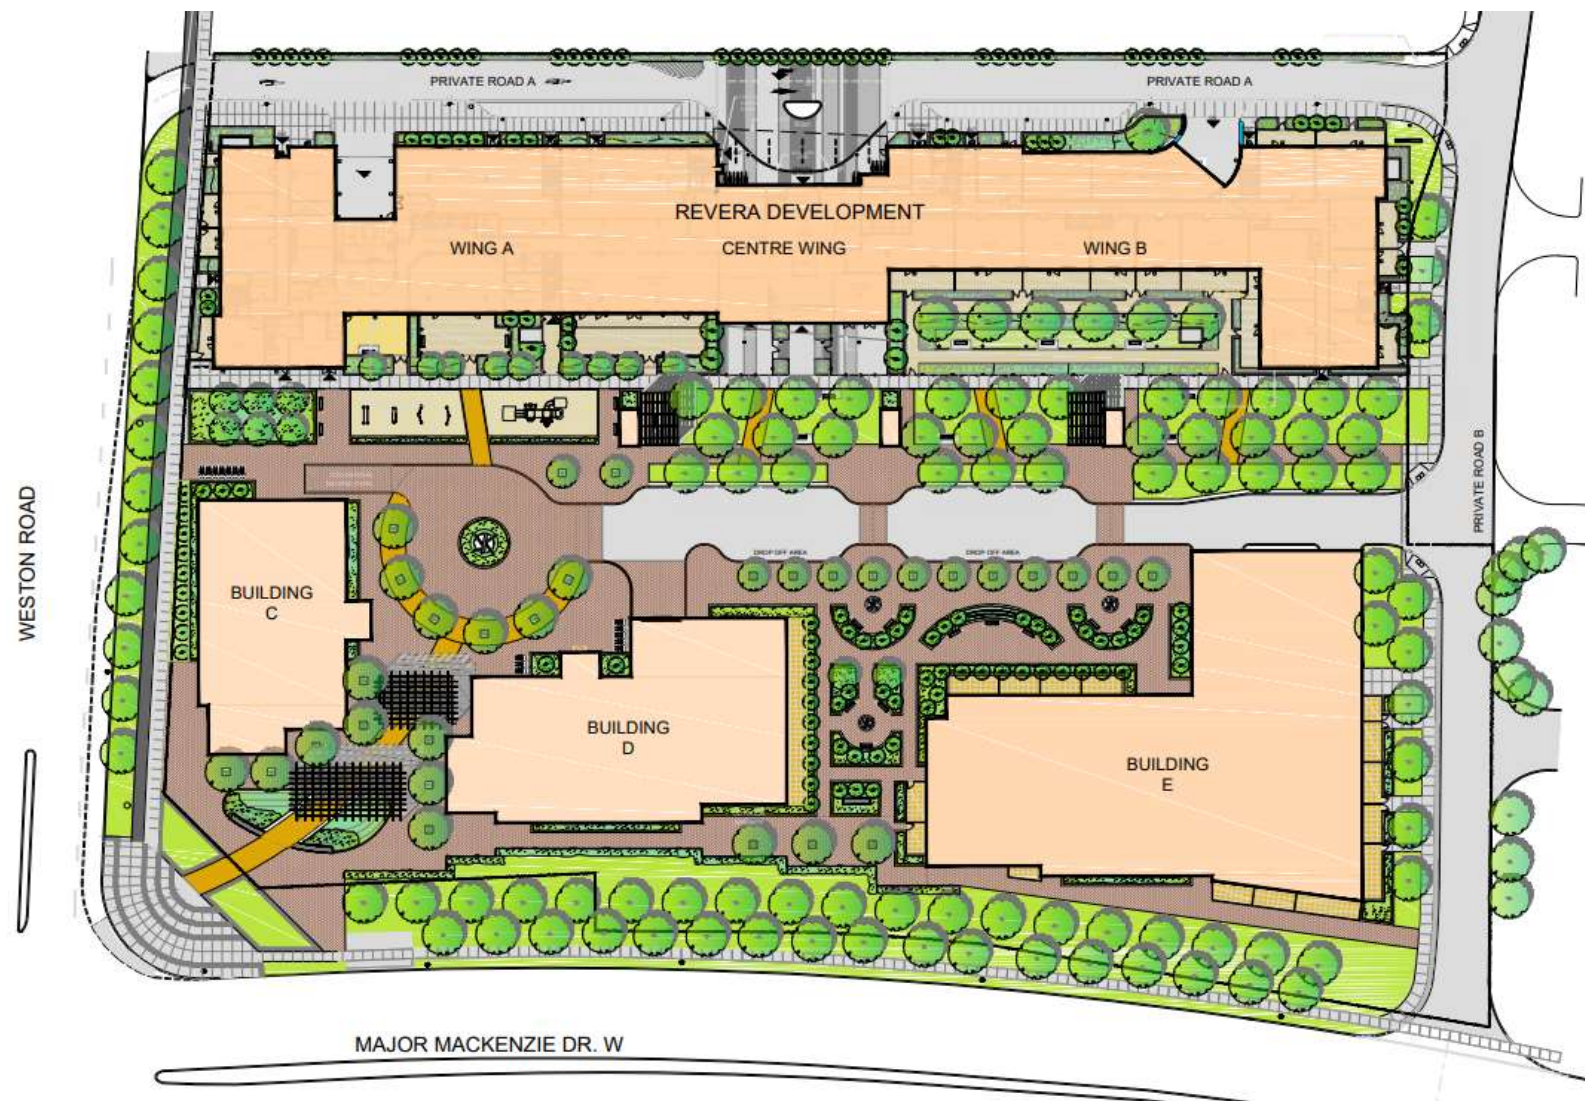 PRIVATE ROAD A
PRIVATE ROAD A
REVERA DEVELOPMENT
WING A
CENTRE WING
WING B
WESTON ROAD
PRIVATE ROAD B
DROP OFF AREA
DROP OFF AREA
BUILDING
C
BUILDING
D
BUILDING
E
MAJOR MACKENZIE DR. W